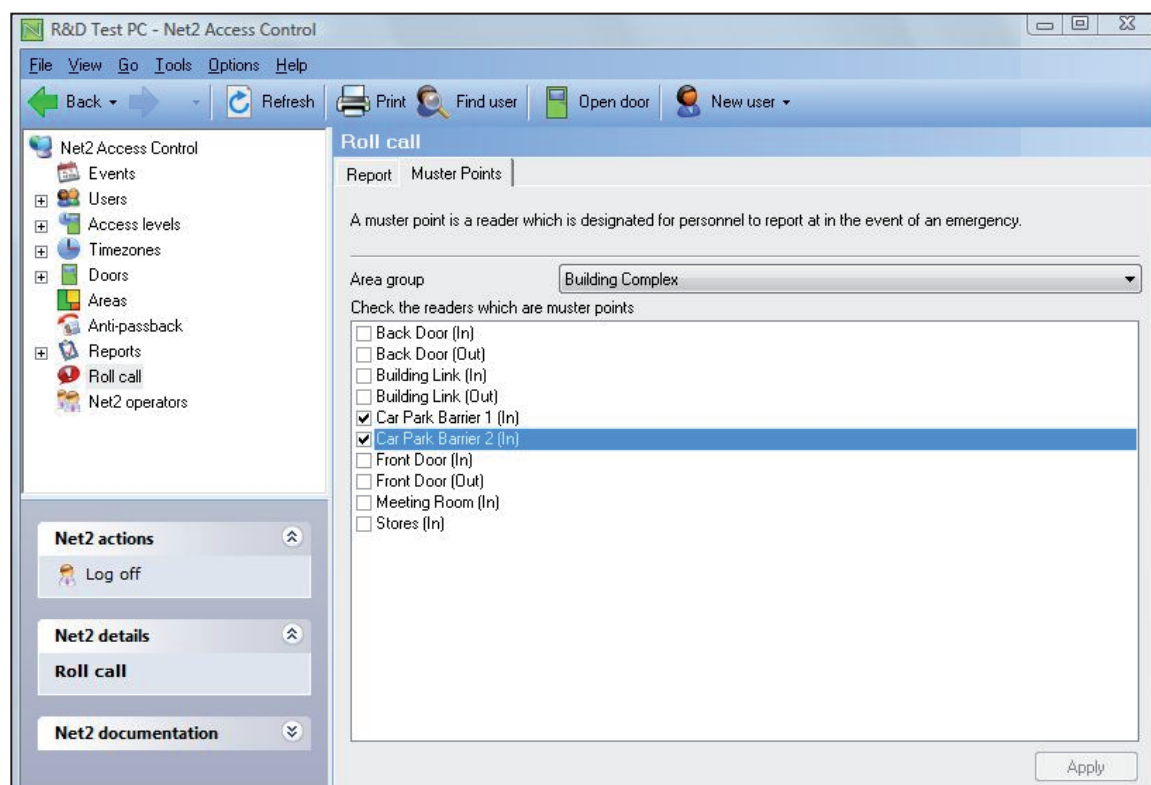 R&D Test PC - Net2 Access Control
File View Go Tools Options Help
Back Refresh Print Find user Open door New user
Net2 Access Control
Events
Users
Access levels
Timezones
Doors
Areas
Anti-passback
Reports
Roll call
Net2 operators
Net2 actions
Log off
Net2 details
Roll call
Net2 documentation
Roll call
Report Muster Points
A muster point is a reader which is designated for personnel to report at in the event of an emergency.
Area group Building Complex
Check the readers which are muster points
Back Door (In)
Back Door (Out)
Building Link (In)
Building Link (Out)
Car Park Barrier 1 (In)
Car Park Barrier 2 (In)
Front Door (In)
Front Door (Out)
Meeting Room (In)
Stores (In)
Apply